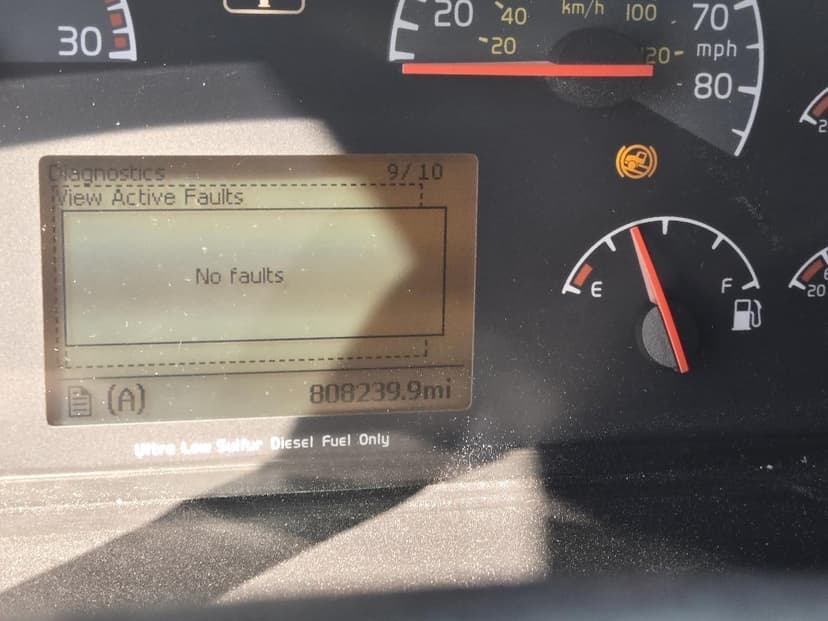 30
20 40 km/h 100 70
20 120 mph
80
Diagnostics 9/10
View Active Faults
No faults
E F
20
(A) 808239.9mi
Ultra Low Sulfur Diesel Fuel Only